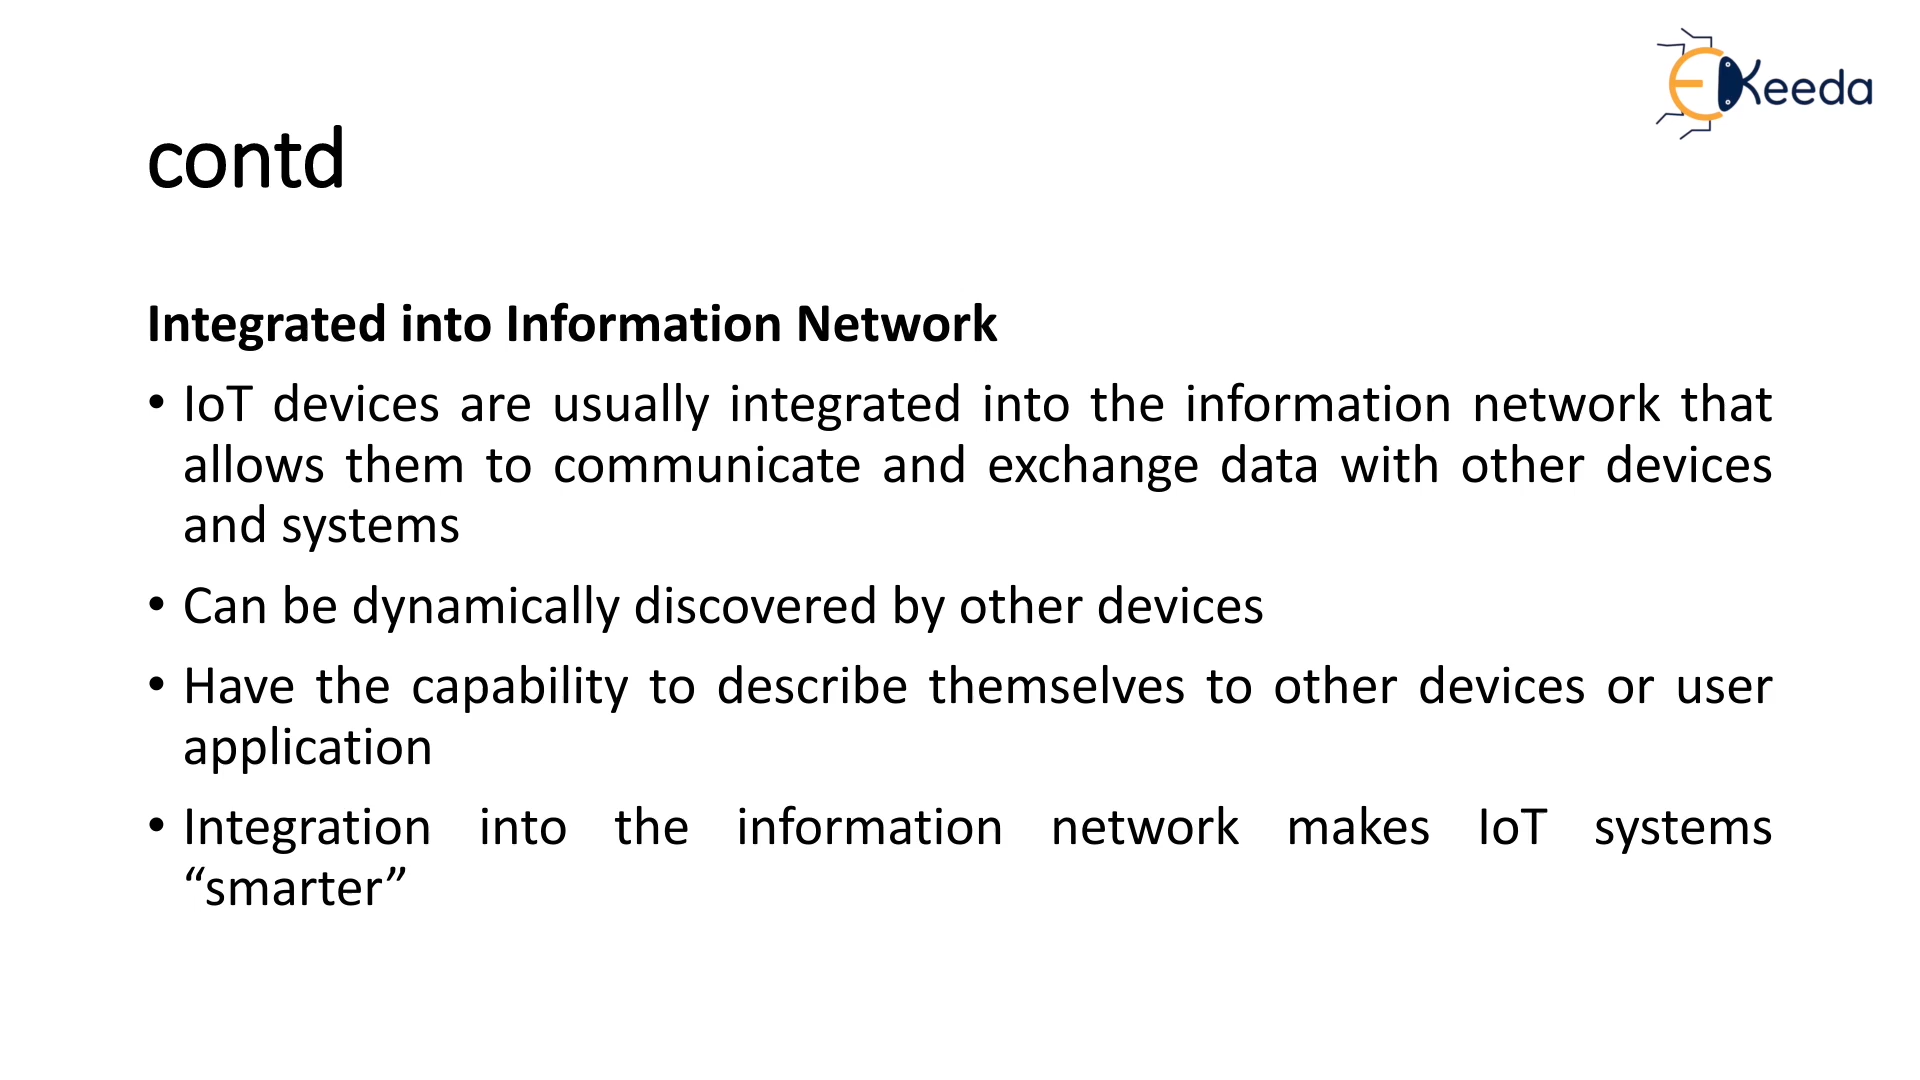 EKeeda
contd
Integrated into Information Network
• IoT devices are usually integrated into the information network that
allows them to communicate and exchange data with other devices
and systems
• Can be dynamically discovered by other devices
• Have the capability to describe themselves to other devices or user
application
• Integration into the information network makes IoT systems
“smarter”